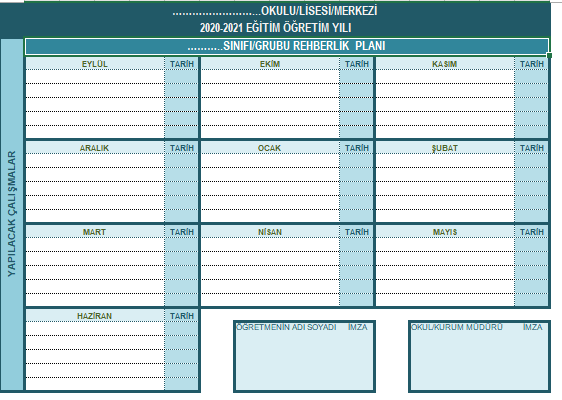 ...........................OKULU/LİSESİ/MERKEZİ
2020-2021 EĞİTİM ÖĞRETİM YILI
...........SINIFI/GRUBU REHBERLİK PLANI
YAPILACAK ÇALIŞMALAR
EYLÜL TARİH EKİM TARİH KASIM TARİH
ARALIK TARİH OCAK TARİH ŞUBAT TARİH
MART TARİH NİSAN TARİH MAYIS TARİH
HAZİRAN TARİH
ÖĞRETMENİN ADI SOYADI İMZA OKUL/KURUM MÜDÜRÜ İMZA